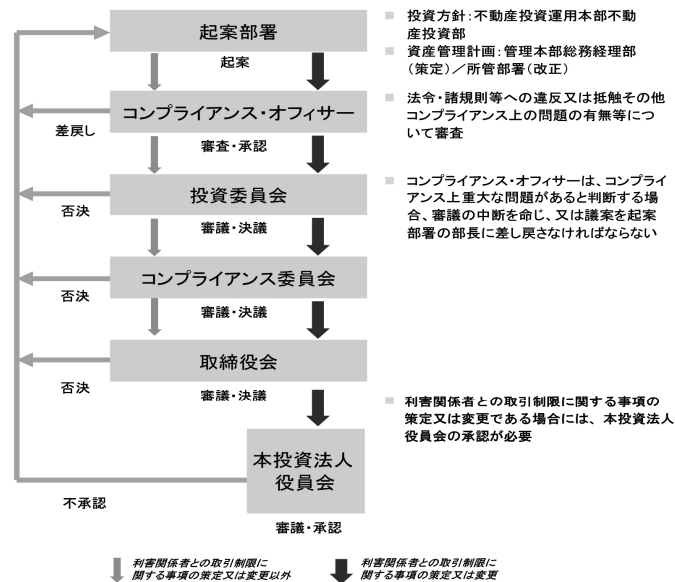 起案部署
起案
■ 投資方針：不動産投資運用本部不動
産投資部
■ 資産管理計画：管理本部総務経理部
（策定）／所管部署（改正）
コンプライアンス・オフィサー
差戻し
審査・承認
■ 法令・諸規則等への違反又は抵触その他
コンプライアンス上の問題の有無等につ
いて審査
投資委員会
否決
審議・決議
■ コンプライアンス・オフィサーは、コンプライ
アンス上重大な問題があると判断する場
合、審議の中断を命じ、又は議案を起案
部署の部長に差し戻さなければならない
コンプライアンス委員会
否決
審議・決議
取締役会
否決
審議・決議
■ 利害関係者との取引制限に関する事項の
策定又は変更である場合には、本投資法人
役員会の承認が必要
本投資法人
役員会
不承認
審議・承認
利害関係者との取引制限に
関する事項の策定又は変更以外
利害関係者との取引制限に
関する事項の策定又は変更